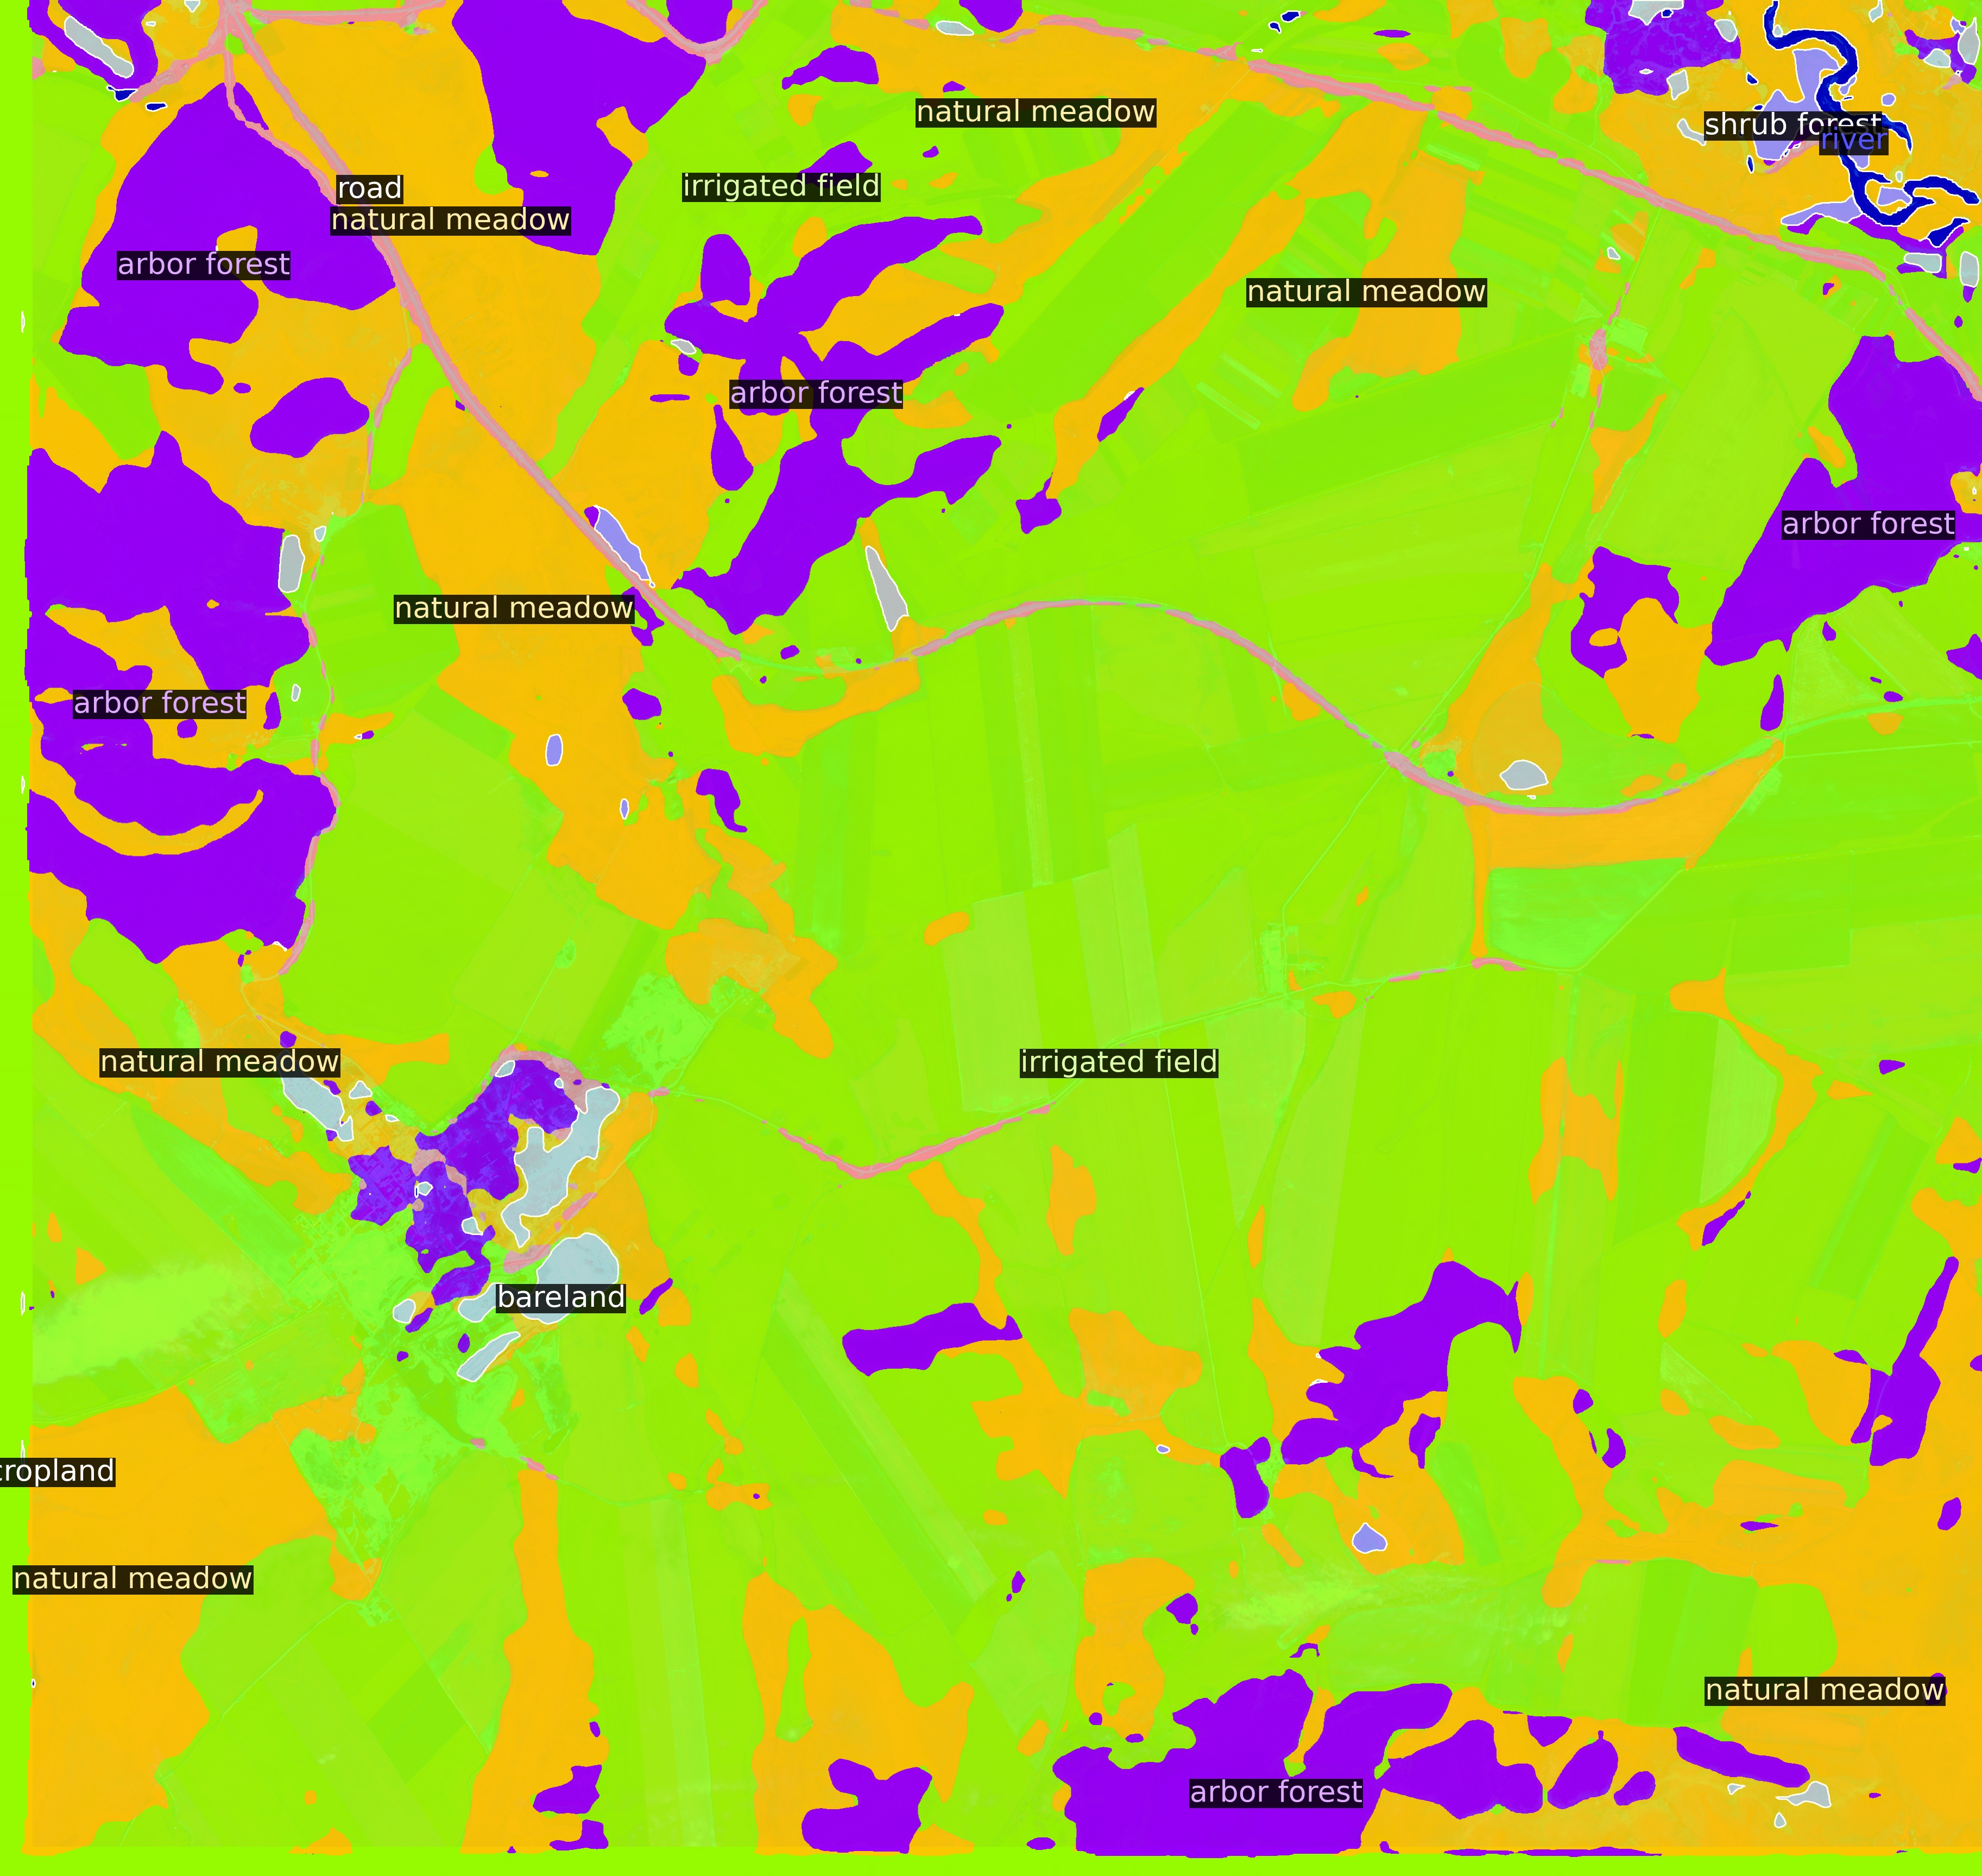 natural meadow
shrub forest
river
road
irrigated field
natural meadow
arbor forest
natural meadow
arbor forest
arbor forest
natural meadow
arbor forest
natural meadow
irrigated field
bareland
cropland
natural meadow
natural meadow
arbor forest